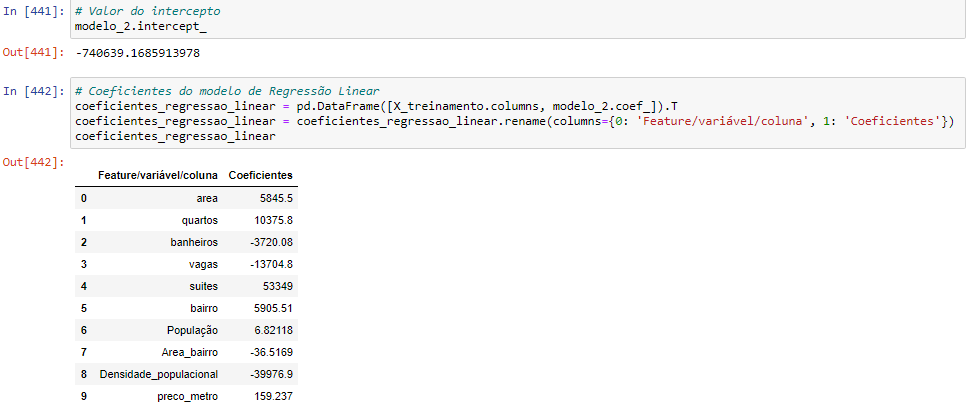 In [441]: # Valor do intercepto
modelo_2.intercept_
Out[441]: -740639.1685913978
In [442]: # Coeficientes do modelo de Regressão Linear
coeficientes_regressao_linear = pd.DataFrame([X_treinamento.columns, modelo_2.coef_]).T
coeficientes_regressao_linear = coeficientes_regressao_linear.rename(columns={0: 'Feature/variável/coluna', 1: 'Coeficientes'})
coeficientes_regressao_linear
Out[442]:
Feature/variável/coluna Coeficientes
0 area 5845.5
1 quartos 10375.8
2 banheiros -3720.08
3 vagas -13704.8
4 suites 53349
5 bairro 5905.51
6 População 6.82118
7 Area_bairro -36.5169
8 Densidade_populacional -39976.9
9 preco_metro 159.237